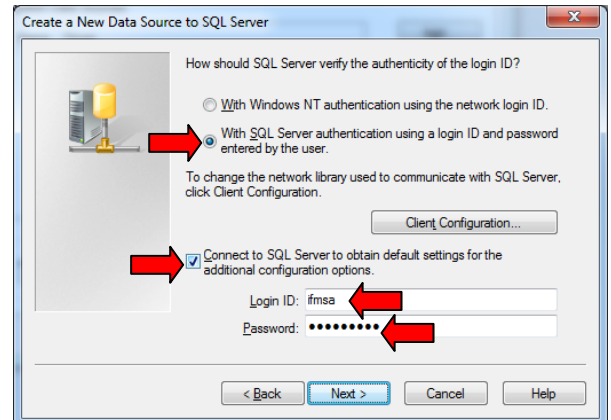 Create a New Data Source to SQL Server
How should SQL Server verify the authenticity of the login ID?
With Windows NT authentication using the network login ID.
With SQL Server authentication using a login ID and password
entered by the user.
To change the network library used to communicate with SQL Server,
click Client Configuration.
Client Configuration...
Connect to SQL Server to obtain default settings for the
additional configuration options.
Login ID: ifmsa
Password: •••••••••
< Back Next > Cancel Help